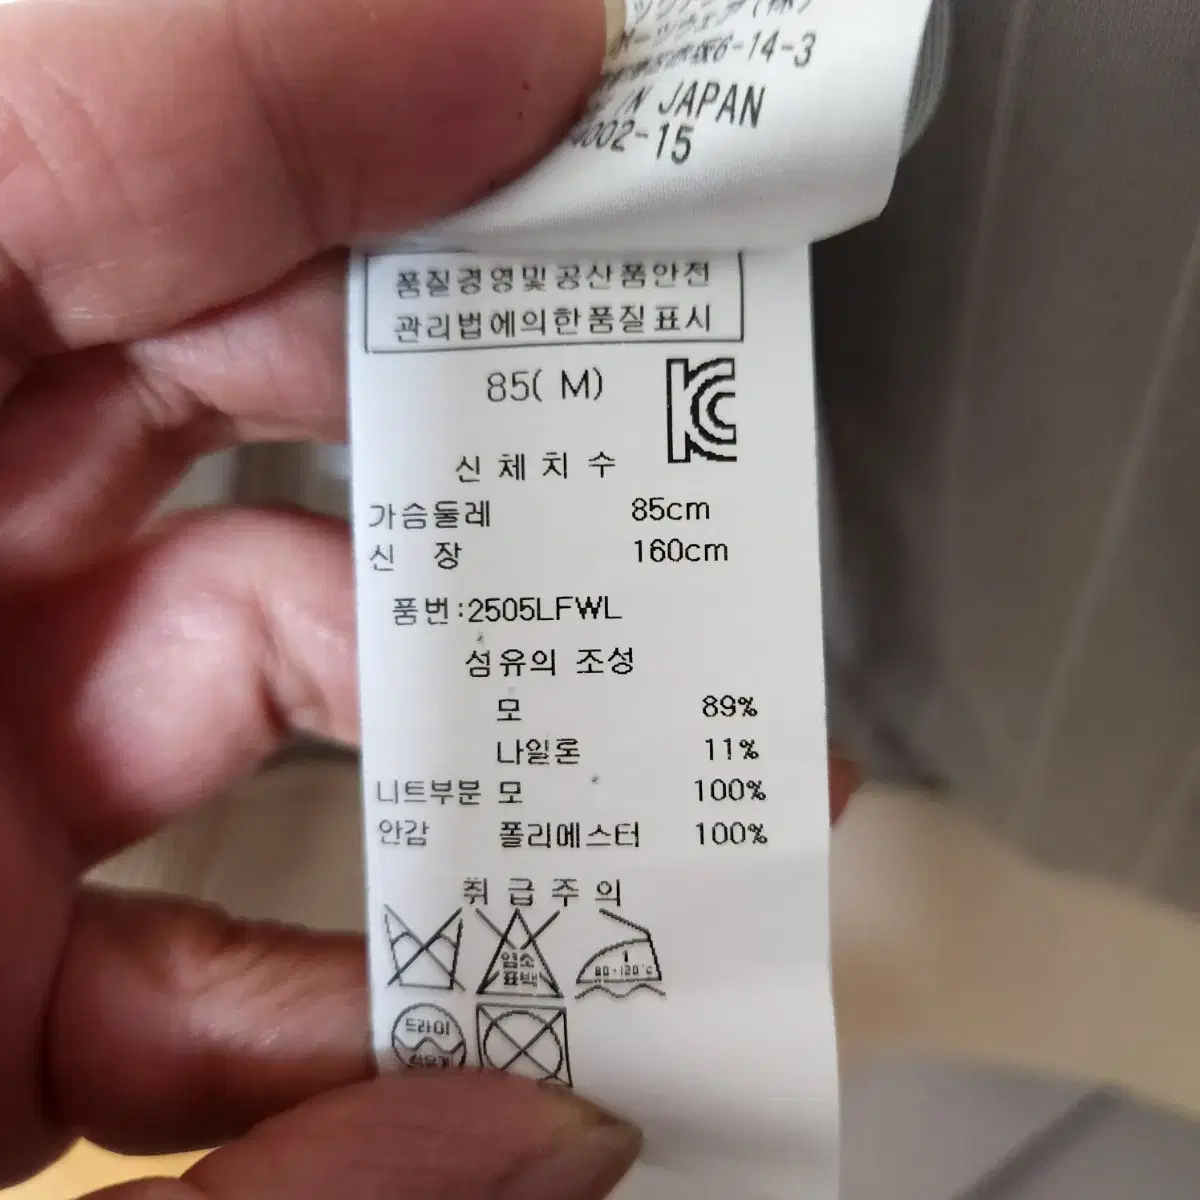 6-14-3
IN JAPAN
002-15
품질경영및공산품안전
관리법에의한품질표시
85( M)
신체치수
가슴둘레 85cm
신 장 160cm
품번:2505LFWL
섬유의 조성
모 89%
나일론 11%
니트부분 모 100%
안감 폴리에스터 100%
취급주의
염소
표백
80-120℃
드라이